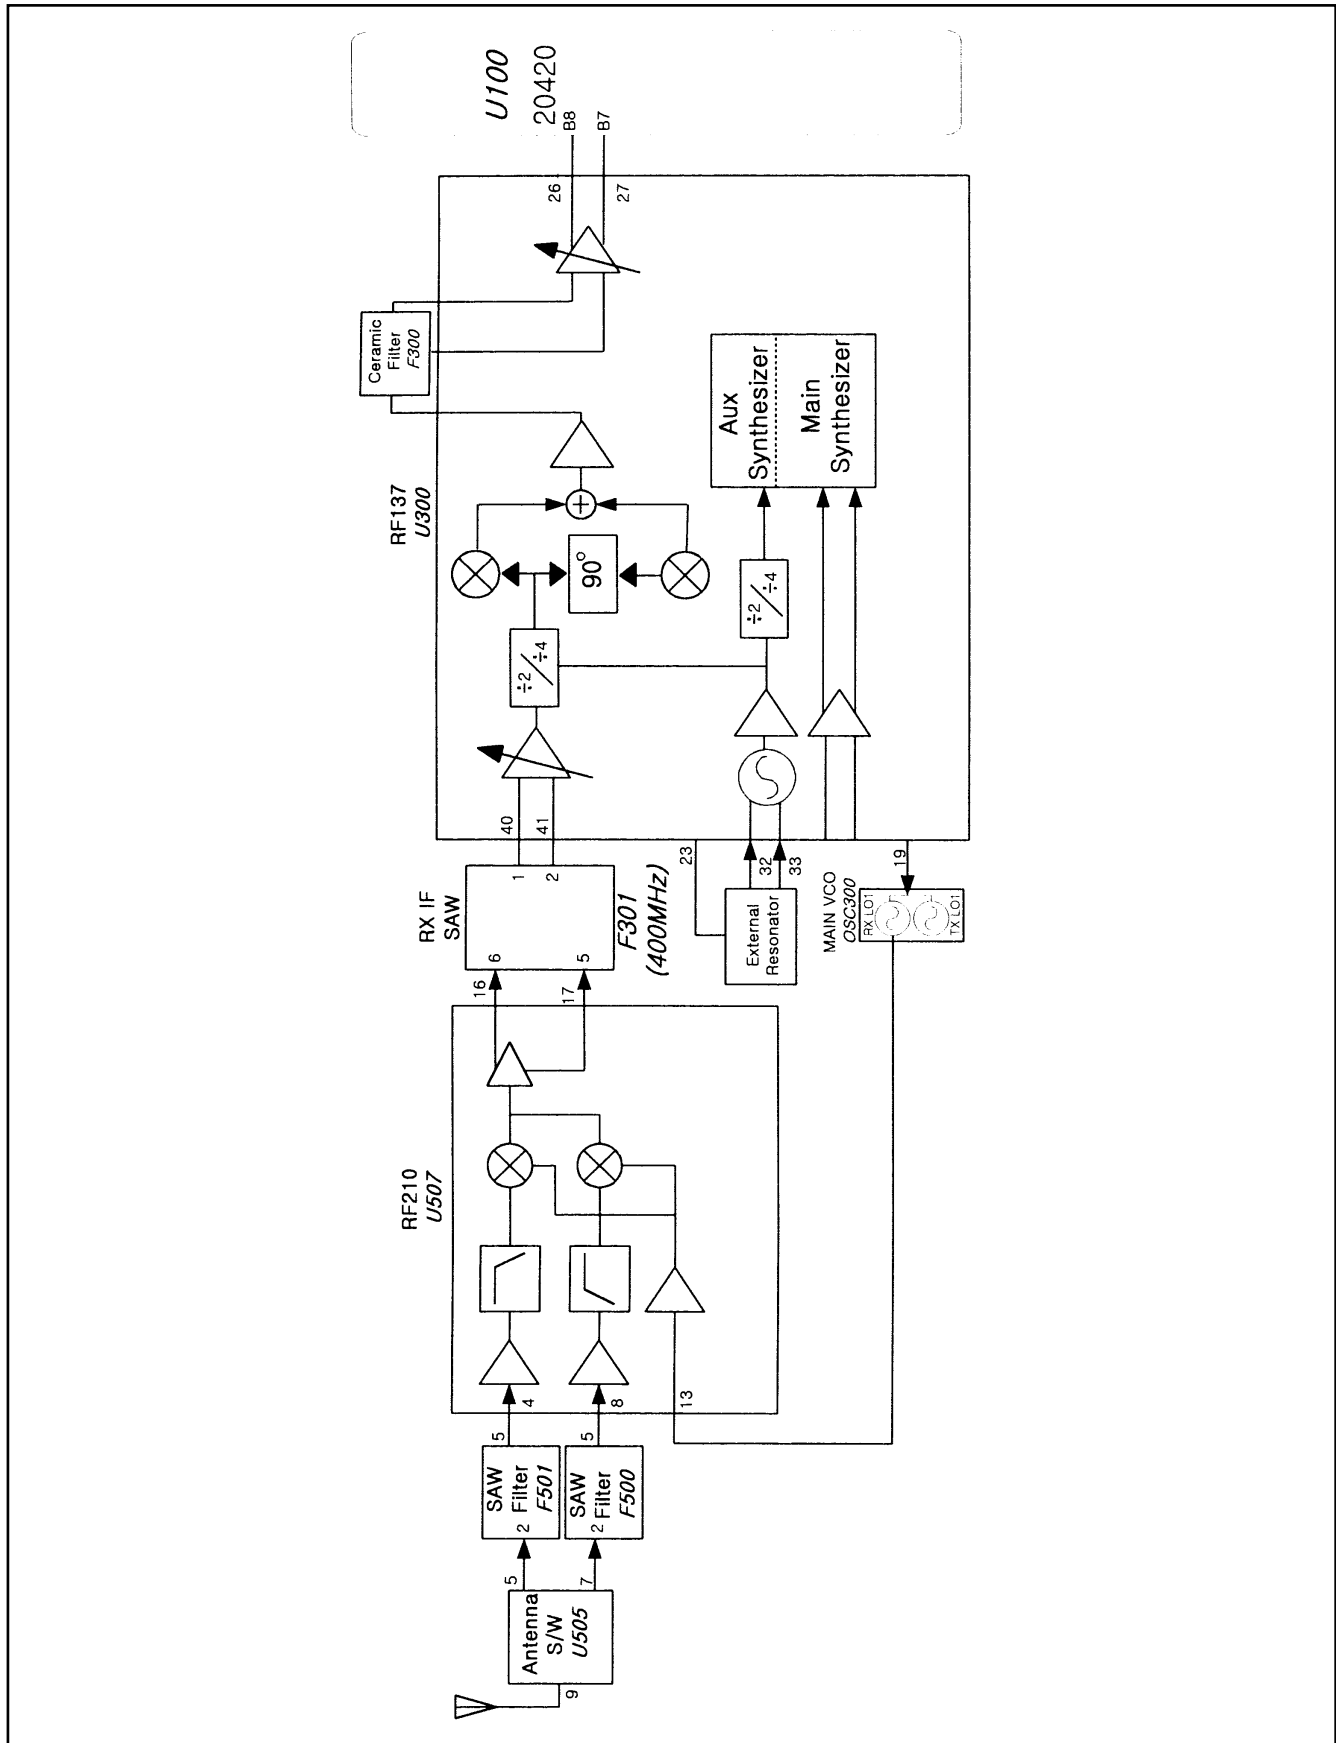 Antenna
S/W
U505
9
5
7
SAW
Filter
F501
2
5
SAW
Filter
F500
2
5
RF210
U507
4
8
13
16
17
RX IF
SAW
6
5
1
2
F301
(400MHz)
RF137
U300
40
41
÷2/÷4
90°
+
Ceramic
Filter
F300
26
27
U100
20420
B8
B7
External
Resonator
23
32
33
÷2/÷4
Aux
Synthesizer
Main
Synthesizer
MAIN VCO
OSC300
RX LO1
TX LO1
19